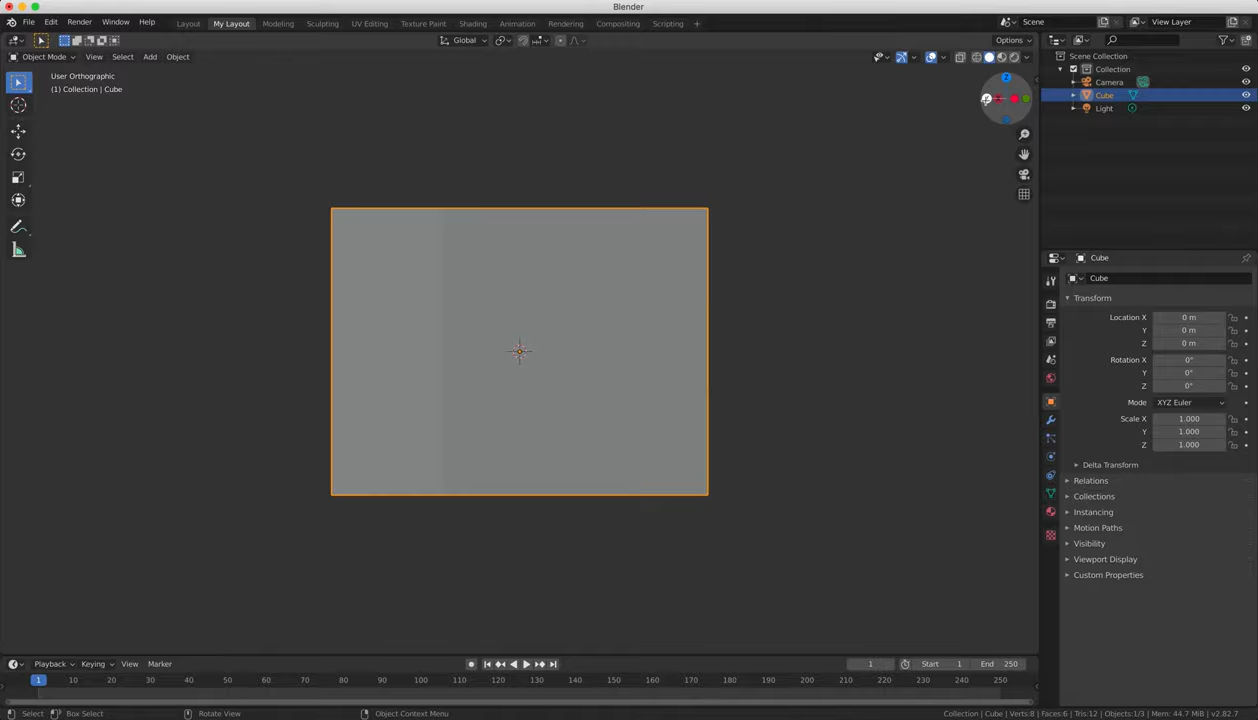 Blender
File Edit Render Window Help Layout My Layout Modeling Sculpting UV Editing Texture Paint Shading Animation Rendering Compositing Scripting + Scene View Layer
Global Options
Object Mode View Select Add Object
User Orthographic
(1) Collection | Cube
Z
Scene Collection
Collection
Camera
Cube
Light
Cube
Cube
Transform
Location X 0 m
Y 0 m
Z 0 m
Rotation X 0°
Y 0°
Z 0°
Mode XYZ Euler
Scale X 1.000
Y 1.000
Z 1.000
Delta Transform
Relations
Collections
Instancing
Motion Paths
Visibility
Viewport Display
Custom Properties
Playback Keying View Marker 1 Start 1 End 250
1 10 20 30 40 50 60 70 80 90 100 110 120 130 140 150 160 170 180 190 200 210 220 230 240 250
Select Box Select Rotate View Object Context Menu Collection | Cube | Verts:8 | Faces:6 | Tris:12 | Objects:1/3 | Mem: 44.7 MiB | v2.82.7